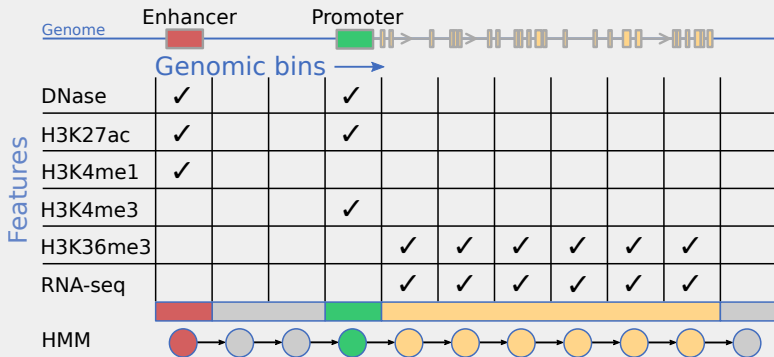 Enhancer Promoter
Genome
Genomic bins
Features
DNase ✓ ✓
H3K27ac ✓ ✓
H3K4me1 ✓
H3K4me3 ✓
H3K36me3 ✓ ✓ ✓ ✓ ✓ ✓
RNA-seq ✓ ✓ ✓ ✓ ✓ ✓
HMM